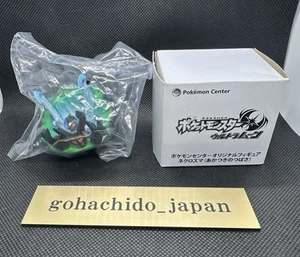 Pokémon Center
ポケットモンスター
ウルトラムーン
ポケモンセンターオリジナルフィギュア
ネクロズマ(あかつきのつばさ)
gohachido_japan